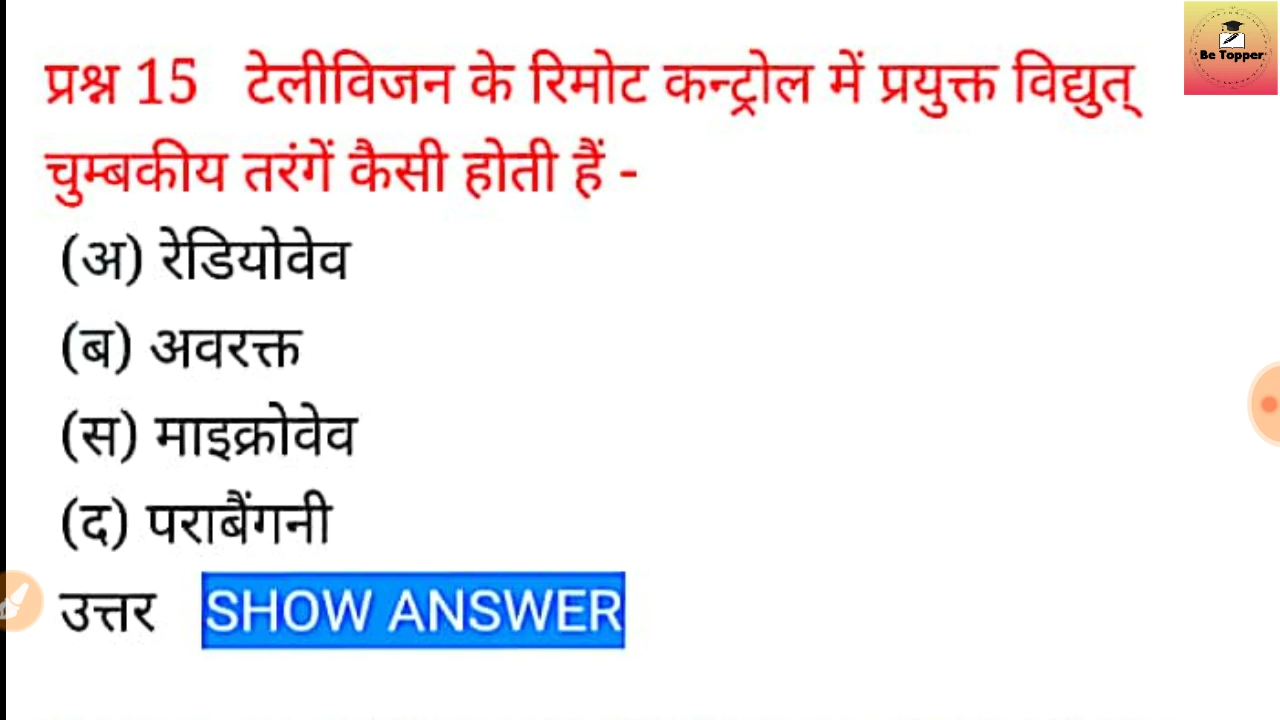 Be Topper
प्रश्न 15 टेलीविजन के रिमोट कन्ट्रोल में प्रयुक्त विद्युत्
चुम्बकीय तरंगें कैसी होती हैं -
(अ) रेडियोवेव
(ब) अवरक्त
(स) माइक्रोवेव
(द) पराबैंगनी
उत्तर SHOW ANSWER